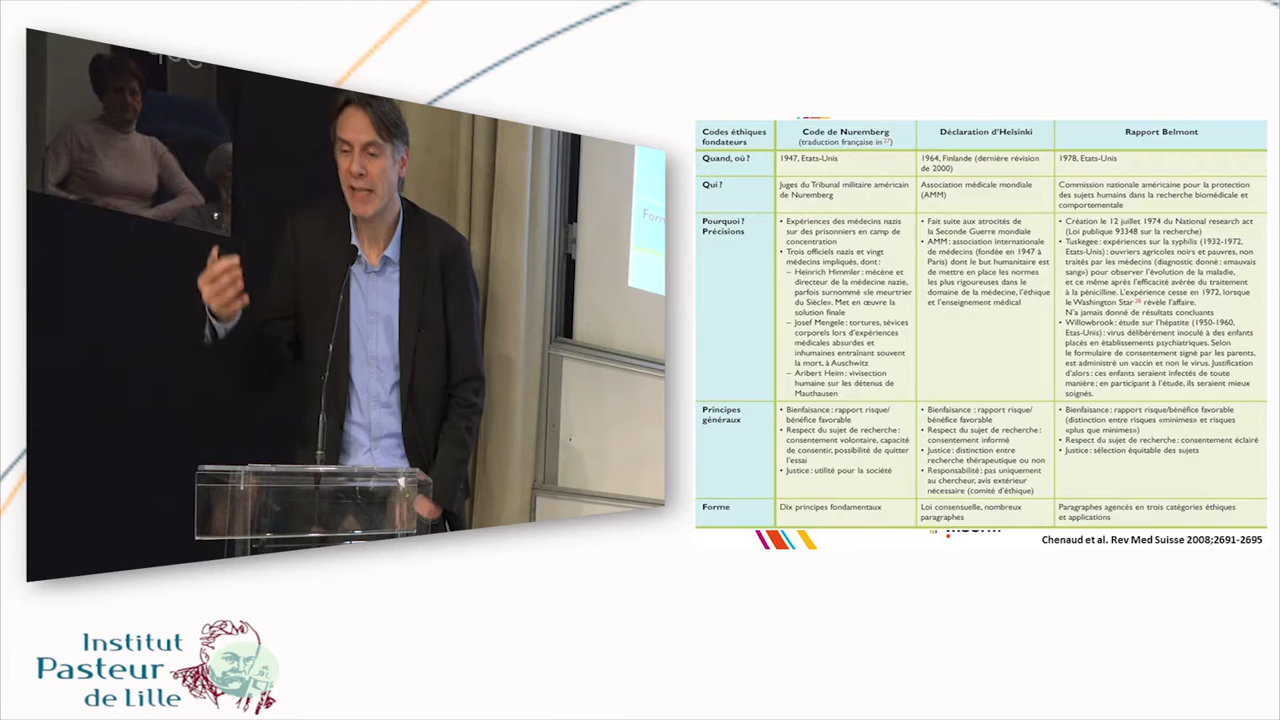 Codes éthiques
fondateurs
Code de Nuremberg
(traduction française in 27)
Déclaration d'Helsinki
Rapport Belmont
Quand, où ?
1947, Etats-Unis
1964, Finlande (dernière révision
de 2000)
1978, Etats-Unis
Qui ?
Juges du Tribunal militaire américain
de Nuremberg
Association médicale mondiale
(AMM)
Commission nationale américaine pour la protection
des sujets humains dans la recherche biomédicale et
comportementale
Pourquoi ?
Précisions
• Expériences des médecins nazis
sur des prisonniers en camp de
concentration
• Trois officiels nazis et vingt
médecins impliqués, dont :
– Heinrich Himmler : mécène et
directeur de la médecine nazie,
parfois surnommé «le meurtrier
du Siècle». Met en œuvre la
solution finale
– Josef Mengele : tortures, sévices
corporels lors d'expériences
médicales absurdes et
inhumaines entraînant souvent
la mort, à Auschwitz
– Aribert Heim : vivisection
humaine sur les détenus de
Mauthausen
• Fait suite aux atrocités de
la Seconde Guerre mondiale
• AMM : association internationale
de médecins (fondée en 1947 à
Paris) dont le but humanitaire est
de mettre en place les normes
les plus rigoureuses dans le
domaine de la médecine, l'éthique
et l'enseignement médical
• Création le 12 juillet 1974 du National research act
(Loi publique 93348 sur la recherche)
• Tuskegee : expériences sur la syphilis (1932-1972,
Etats-Unis) : ouvriers agricoles noirs et pauvres, non
traités par les médecins (diagnostic donné : «mauvais
sang») pour observer l'évolution de la maladie,
et ce même après l'efficacité avérée du traitement
à la pénicilline. L'expérience cesse en 1972, lorsque
le Washington Star 28 révèle l'affaire.
N'a jamais donné de résultats concluants
• Willowbrook : étude sur l'hépatite (1950-1960,
Etats-Unis) : virus délibérément inoculé à des enfants
placés en établissements psychiatriques. Selon
le formulaire de consentement signé par les parents,
est administré un vaccin et non le virus. Justification
d'alors : ces enfants seraient infectés de toute
manière ; en participant à l'étude, ils seraient mieux
soignés.
Principes
généraux
• Bienfaisance : rapport risque/
bénéfice favorable
• Respect du sujet de recherche :
consentement volontaire, capacité
de consentir, possibilité de quitter
l'essai
• Justice : utilité pour la société
• Bienfaisance : rapport risque/
bénéfice favorable
• Respect du sujet de recherche :
consentement informé
• Justice : distinction entre
recherche thérapeutique ou non
• Responsabilité : pas uniquement
au chercheur, avis extérieur
nécessaire (comité d'éthique)
• Bienfaisance : rapport risque/bénéfice favorable
(distinction entre risques «minimes» et risques
«plus que minimes»)
• Respect du sujet de recherche : consentement éclairé
• Justice : sélection équitable des sujets
Forme
Dix principes fondamentaux
Loi consensuelle, nombreux
paragraphes
Paragraphes agencés en trois catégories éthiques
et applications
Chenaud et al. Rev Med Suisse 2008;2691-2695
Institut
Pasteur
de Lille